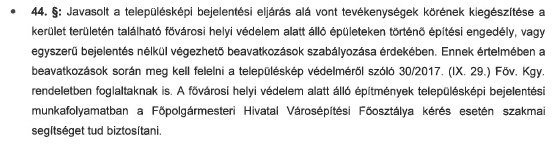 • 44. §: Javasolt a településképi bejelentési eljárás alá vont tevékenységek körének kiegészítése a
kerület területén található fővárosi helyi védelem alatt álló épületeken történő építési engedély, vagy
egyszerű bejelentés nélkül végezhető beavatkozások szabályozása érdekében. Ennek értelmében a
beavatkozások során meg kell felelni a településkép védelméről szóló 30/2017. (IX. 29.) Föv. Kgy.
rendeletben foglaltaknak is. A fővárosi helyi védelem alatt álló építmények településképi bejelentési
munkafolyamatban a Főpolgármesteri Hivatal Városépítési Főosztálya kérés esetén szakmai
segítséget tud biztosítani.